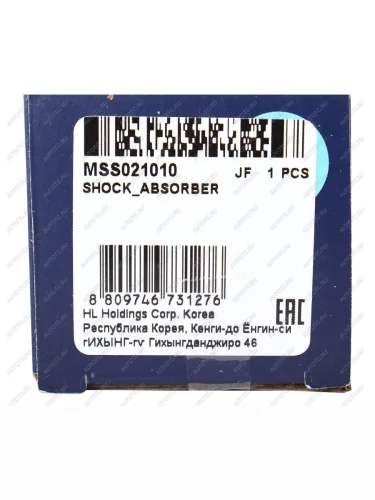 MSS021010 JF 1 PCS
SHOCK_ABSORBER
8 809746 731276
EAC
HL Holdings Corp. Korea
Республика Корея, Кенги-до Ёнгин-си
гИХЫНГ-гу Гихынгданджиро 46